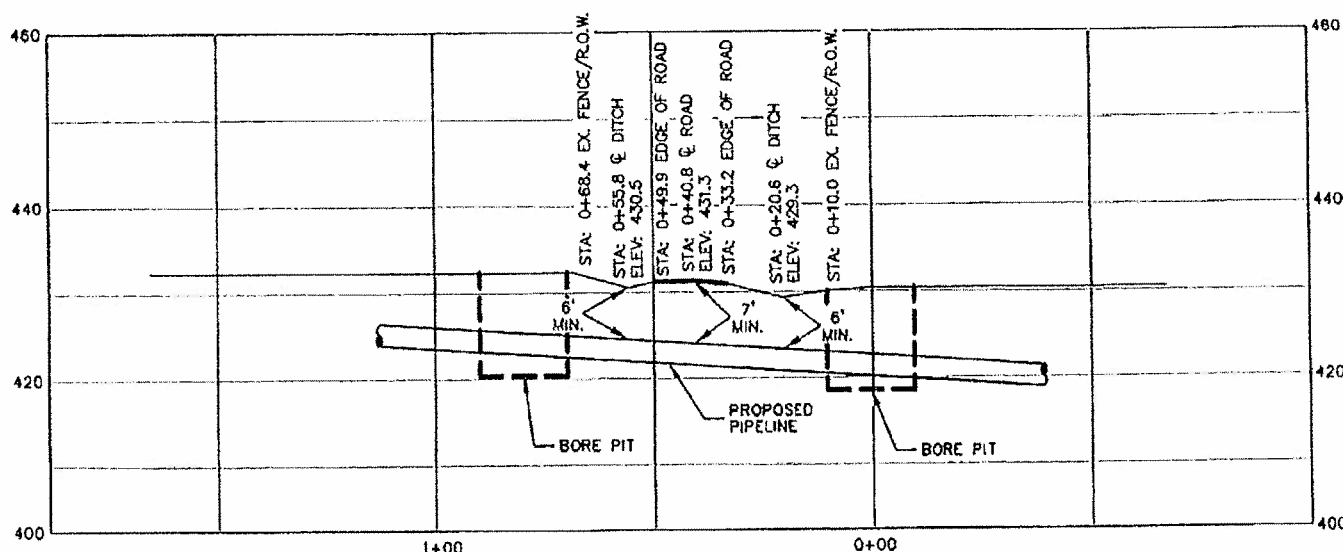 460
440
420
400
460
440
420
400
STA: 0+68.4 EX. FENCE/R.O.W.
STA: 0+55.8 ℄ DITCH
ELEV: 430.5
STA: 0+49.9 EDGE OF ROAD
STA: 0+40.8 ℄ ROAD
ELEV: 431.3
STA: 0+33.2 EDGE OF ROAD
STA: 0+20.6 ℄ DITCH
ELEV: 429.3
STA: 0+10.0 EX. FENCE/R.O.W.
6'
MIN.
7'
MIN.
6'
MIN.
PROPOSED
PIPELINE
BORE PIT
BORE PIT
1+00
0+00